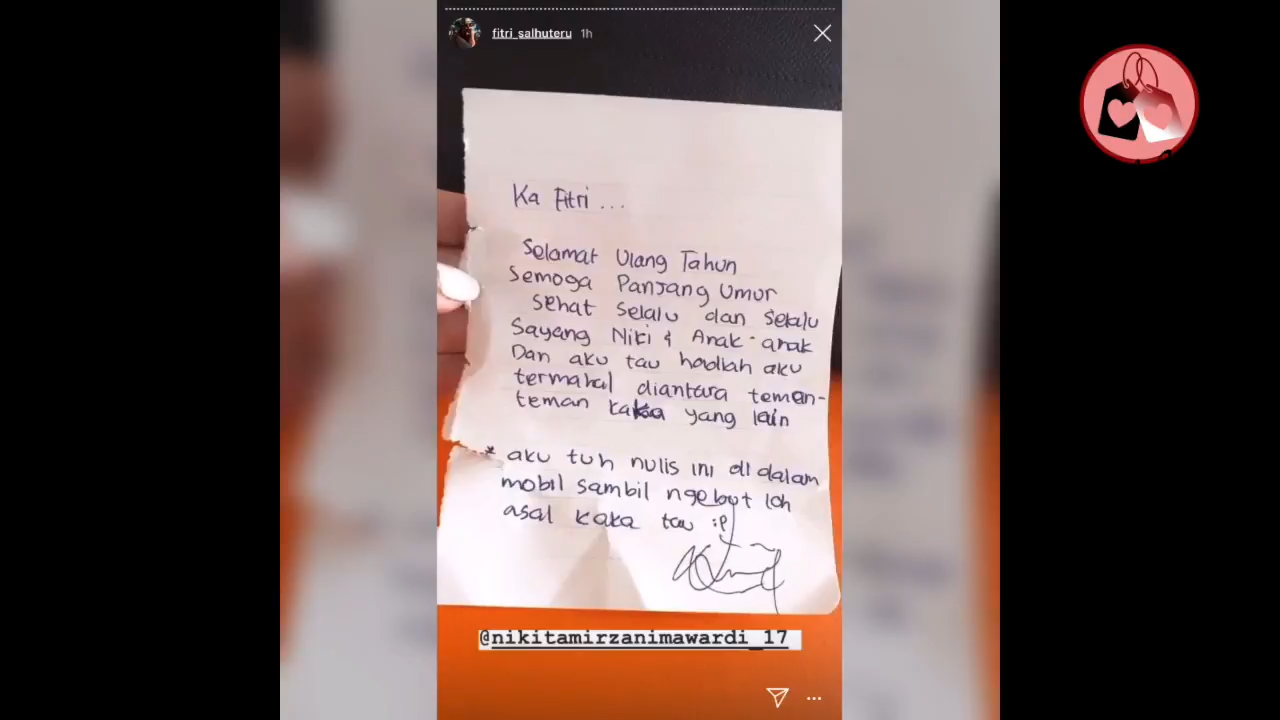 fitri_salhuteru 1h
Ka Fitri ...
Selamat Ulang Tahun
Semoga Panjang Umur
Sehat Selalu dan Selalu
Sayang Niki & Anak-anak
Dan aku tau hadiah aku
termahal diantara teman-
teman kaka yang lain
* aku tuh nulis ini di dalam
mobil sambil ngebut loh
asal kaka tau :p
@nikitamirzanimawardi_17